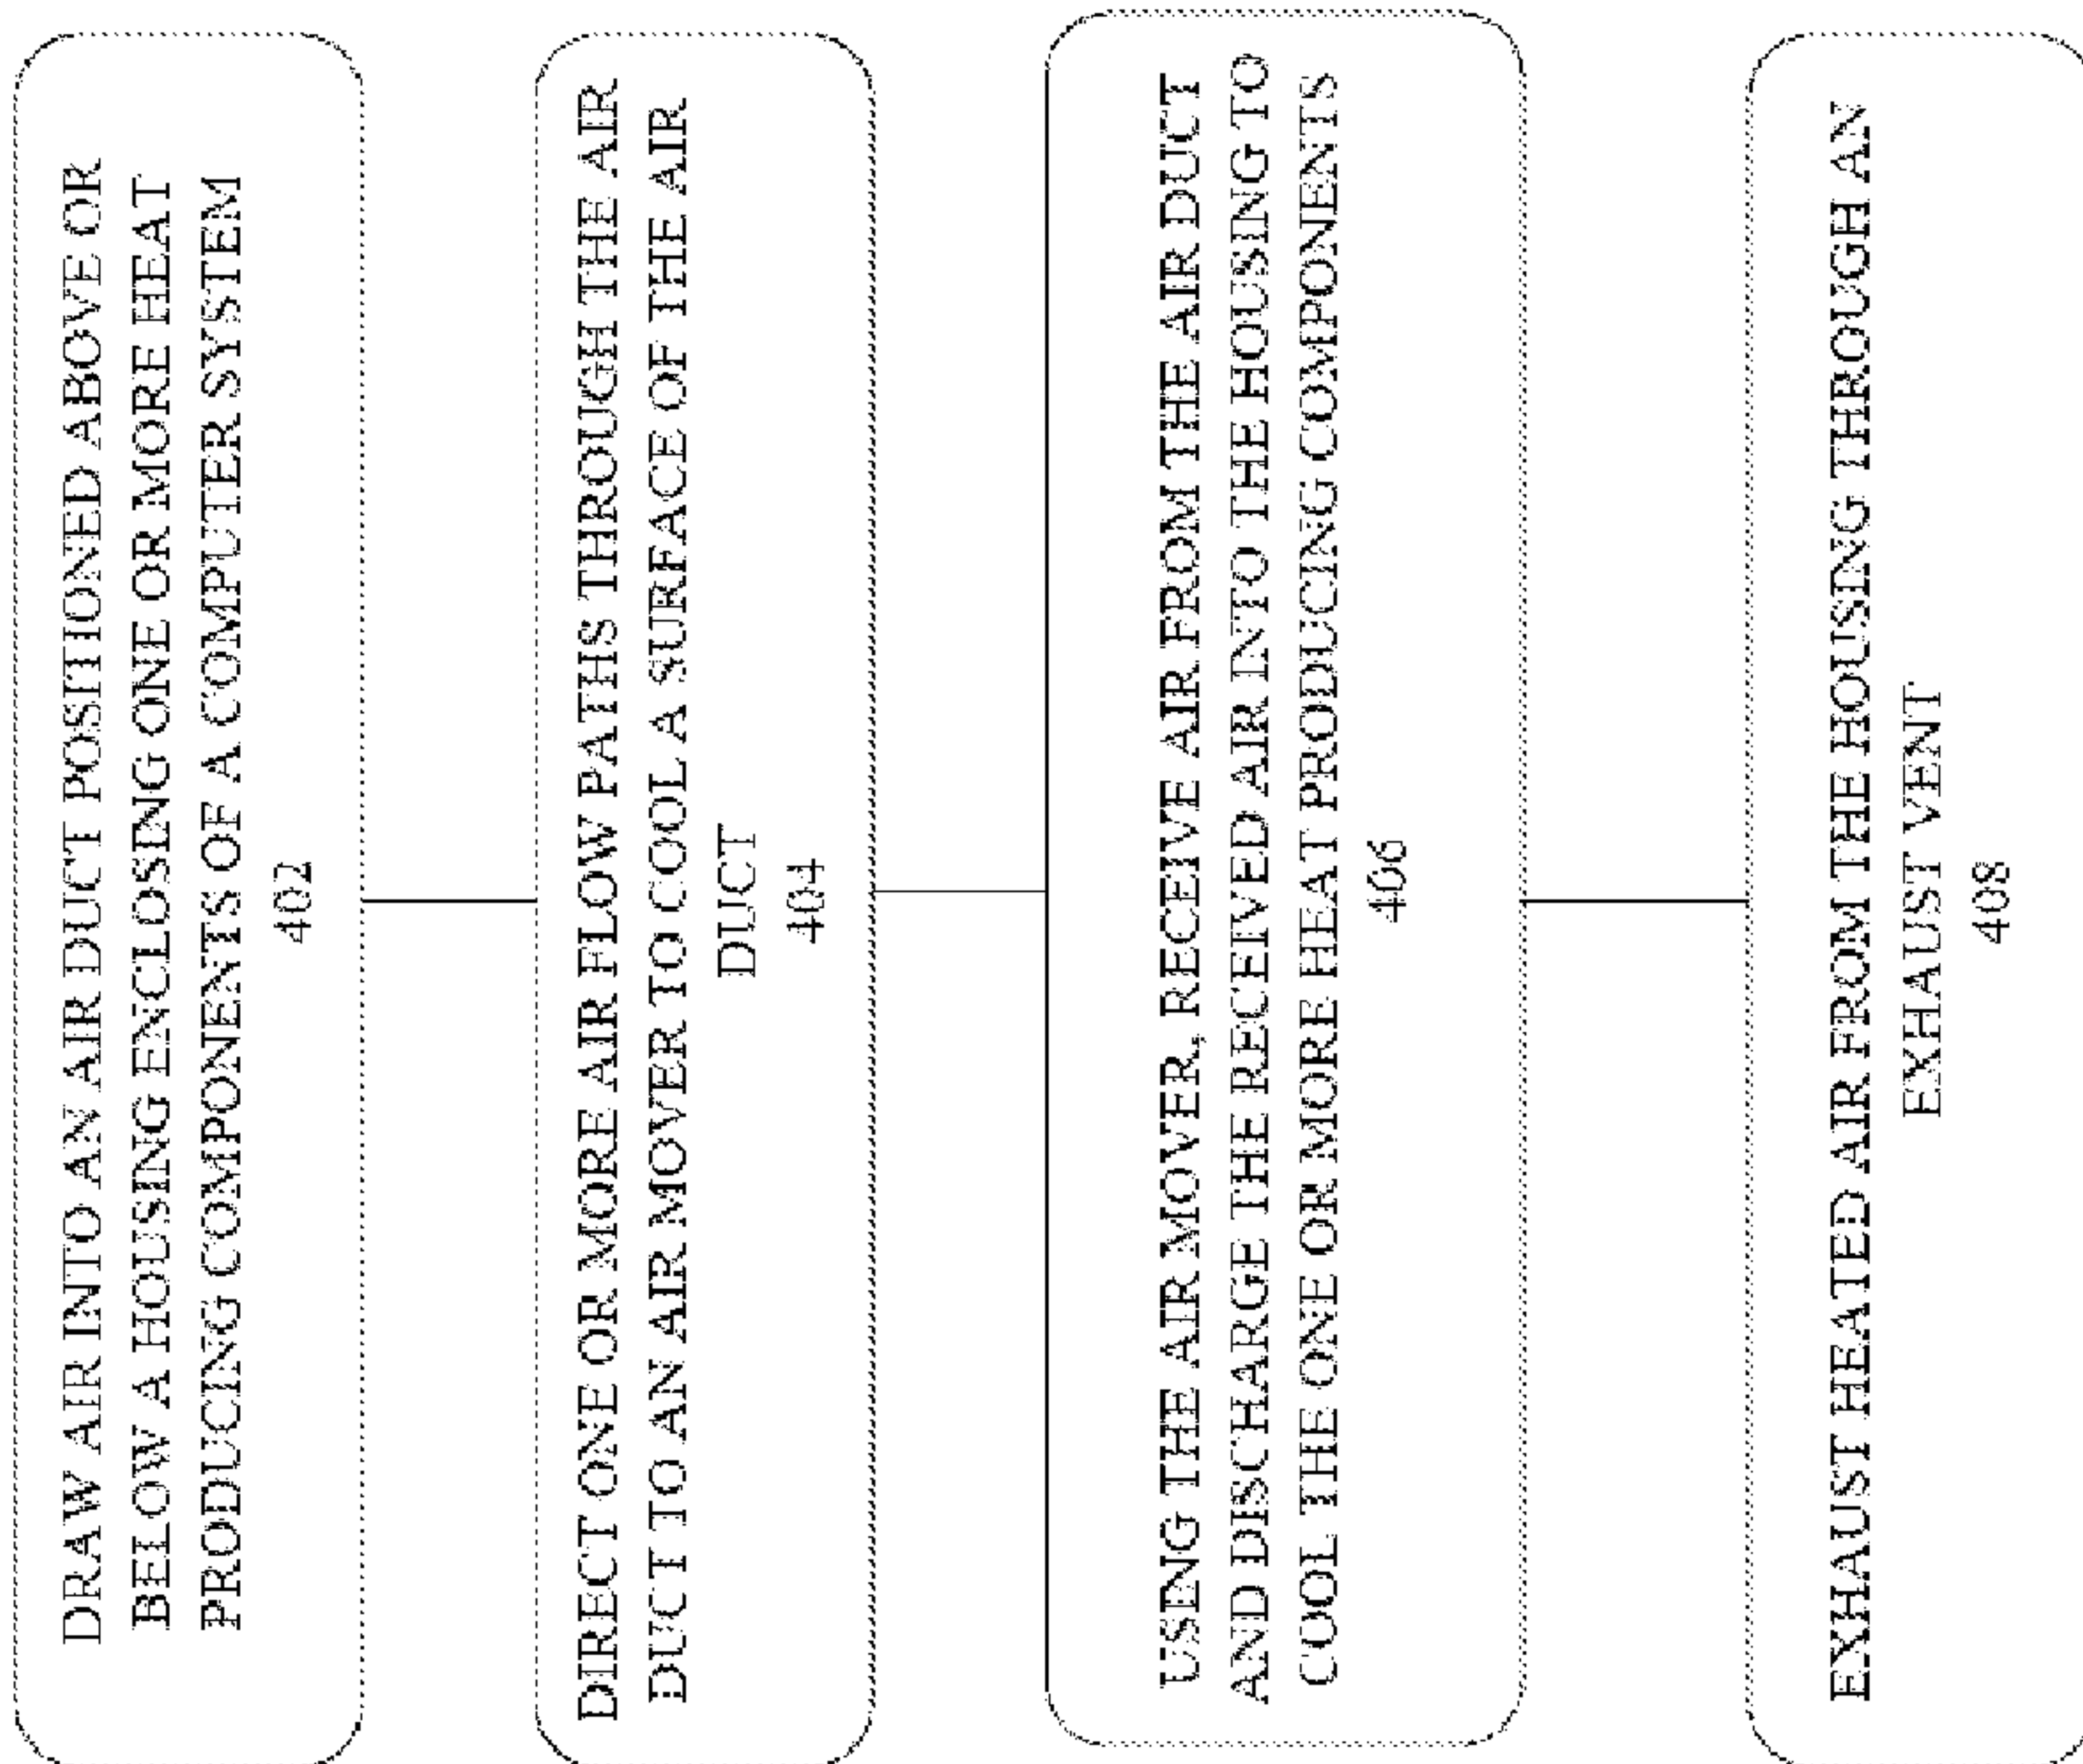 DRAW AIR INTO AN AIR DUCT POSITIONED ABOVE OR
BELOW A HOUSING ENCLOSING ONE OR MORE HEAT
PRODUCING COMPONENTS OF A COMPUTER SYSTEM
402
DIRECT ONE OR MORE AIR FLOW PATHS THROUGH THE AIR
DUCT TO AN AIR MOVER TO COOL A SURFACE OF THE AIR
DUCT
404
USING THE AIR MOVER, RECEIVE AIR FROM THE AIR DUCT
AND DISCHARGE THE RECEIVED AIR INTO THE HOUSING TO
COOL THE ONE OR MORE HEAT PRODUCING COMPONENTS
406
EXHAUST HEATED AIR FROM THE HOUSING THROUGH AN
EXHAUST VENT
408